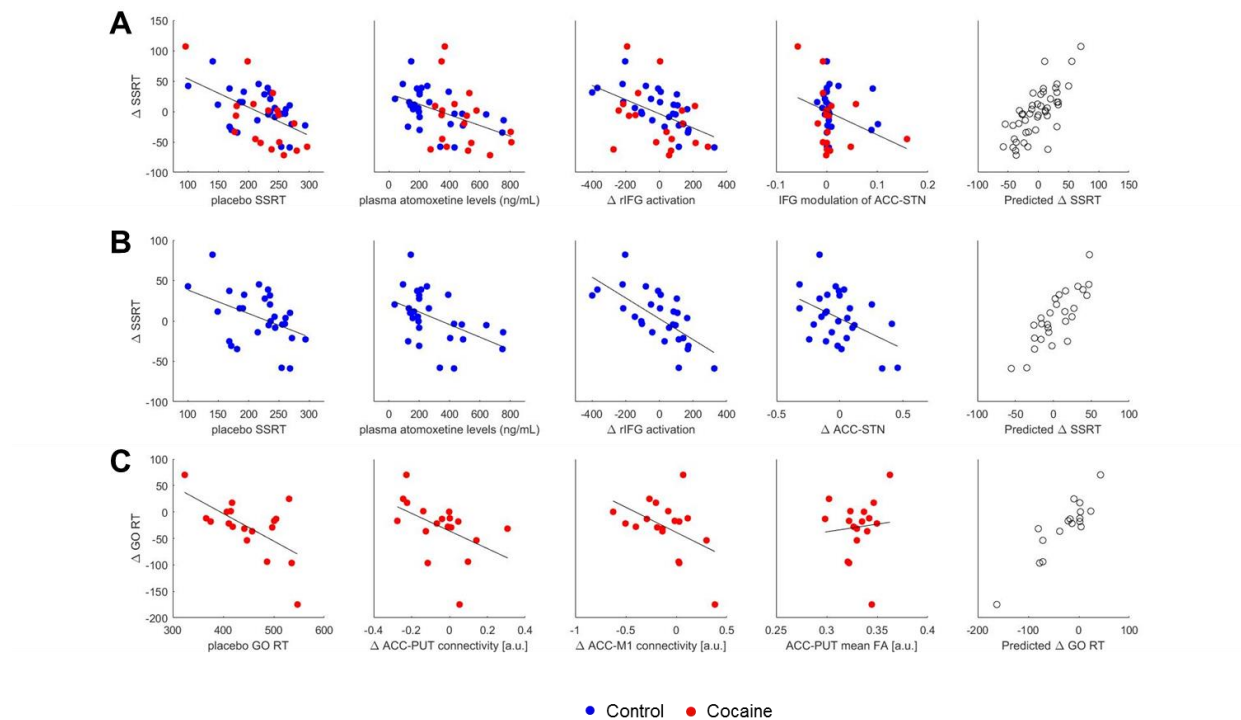 A
150
100
50
0
-50
-100
Δ SSRT
100 150 200 250 300
0 200 400 600 800
-400 -200 0 200 400
-0.1 0 0.1 0.2
-100 -50 0 50 100 150
placebo SSRT
plasma atomoxetine levels (ng/mL)
Δ rIFG activation
IFG modulation of ACC-STN
Predicted Δ SSRT
B
100
50
0
-50
-100
Δ SSRT
100 150 200 250 300
0 200 400 600 800
-400 -200 0 200 400
-0.5 0 0.5
-100 -50 0 50 100
placebo SSRT
plasma atomoxetine levels (ng/mL)
Δ rIFG activation
Δ ACC-STN
Predicted Δ SSRT
C
100
50
0
-50
-100
-150
-200
Δ GO RT
300 400 500 600
-0.4 -0.2 0 0.2 0.4
-1 -0.5 0 0.5
0.25 0.3 0.35 0.4
-200 -100 0 100
placebo GO RT
Δ ACC-PUT connectivity [a.u.]
Δ ACC-M1 connectivity [a.u.]
ACC-PUT mean FA [a.u.]
Predicted Δ GO RT
Control Cocaine